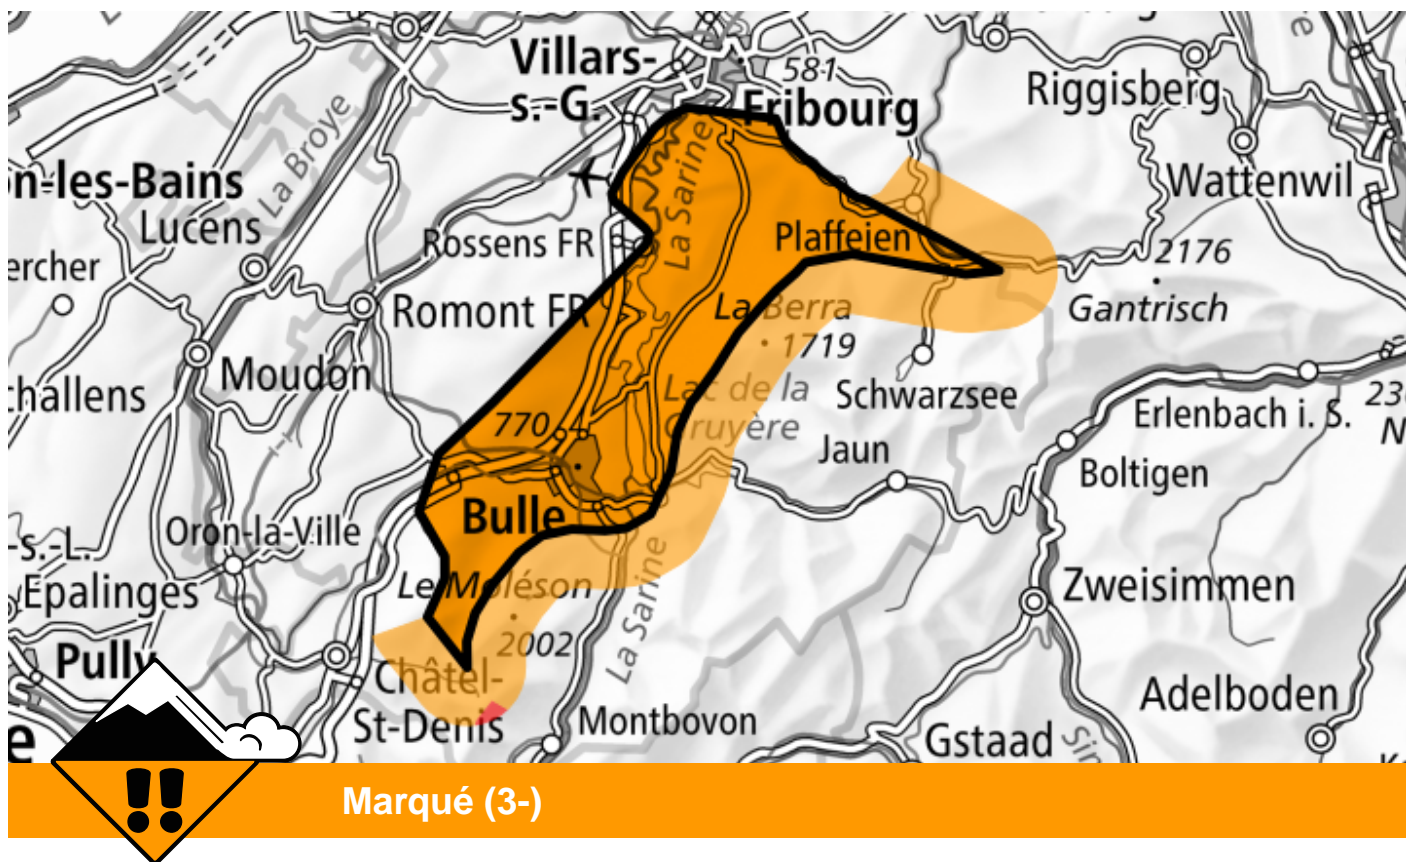 Villars-
s.-G.
581
Fribourg
Riggisberg
La Broye
La Sarine
n-les-Bains
Wattenwil
Lucens
Rossens FR
Plaffeien
ercher
2176
Romont FR
La Berra
Gantrisch
1719
Moudon
challens
Lac de la
Gruyère
Schwarzsee
Erlenbach i. S.
770
Jaun
Boltigen
Bulle
Oron-la-Ville
-s.-L.
Epalinges
Le Moléson
La Sarine
Zweisimmen
2002
Pully
Châtel-
St-Denis
Montbovon
Gstaad
Adelboden
Marqué (3-)